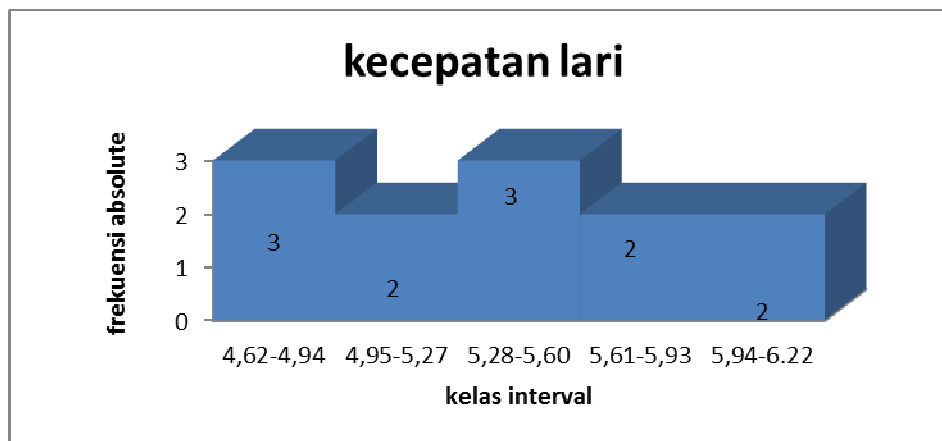 kecepatan lari
frekuensi absolute
3
2
1
0
3
2
3
2
2
4,62-4,94 4,95-5,27 5,28-5,60 5,61-5,93 5,94-6.22
kelas interval